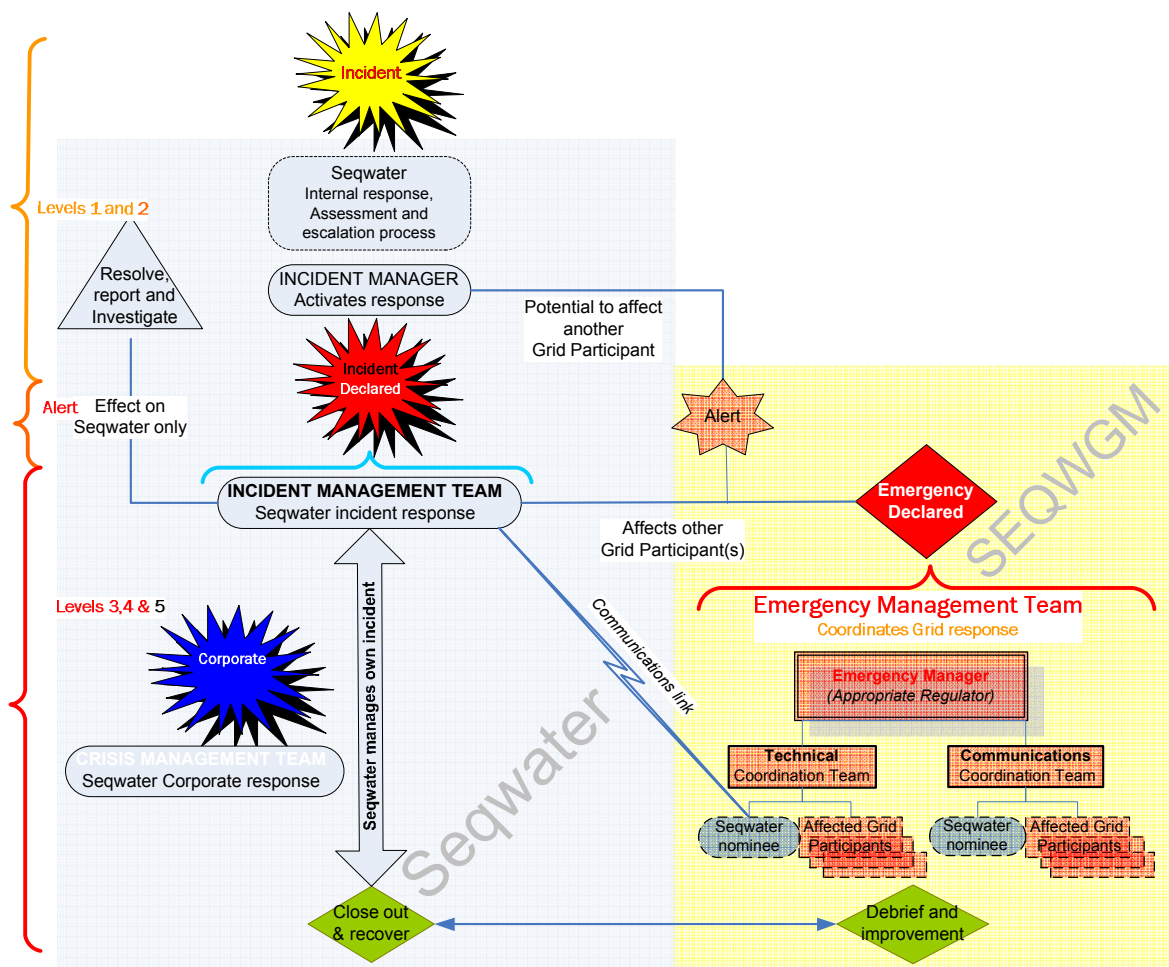 Incident
Seqwater
Internal response,
Assessment and
escalation process
Levels 1 and 2
Resolve,
report and
Investigate
INCIDENT MANAGER
Activates response
Potential to affect
another
Grid Participant
Incident
Declared
Alert
Effect on
Seqwater only
Alert
INCIDENT MANAGEMENT TEAM
Seqwater incident response
Affects other
Grid Participant(s)
Emergency
Declared
SEQWGM
Levels 3,4 & 5
Corporate
CRISIS MANAGEMENT TEAM
Seqwater Corporate response
Seqwater manages own incident
Communications link
Seqwater
Emergency Management Team
Coordinates Grid response
Emergency Manager
(Appropriate Regulator)
Technical
Coordination Team
Communications
Coordination Team
Seqwater
nominee
Affected Grid
Participants
Seqwater
nominee
Affected Grid
Participants
Close out
& recover
Debrief and
improvement